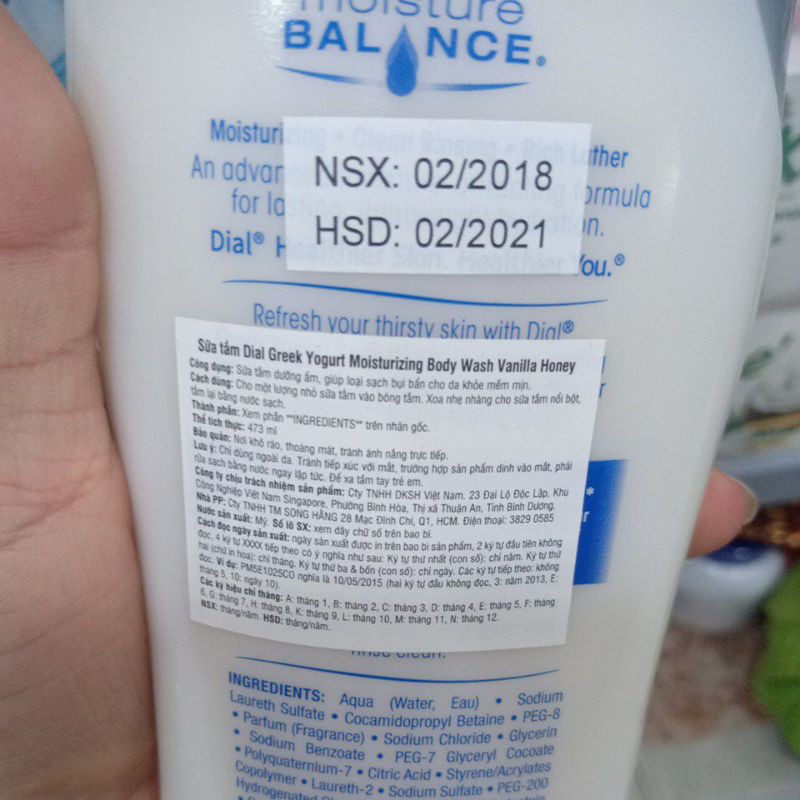 moisture
BALANCE®
Moisturizing • Clean Rinsing • Rich Lather
An advan
formula
for lasting
Dial® Healthier Skin. Healthier You.®
NSX: 02/2018
HSD: 02/2021
Refresh your thirsty skin with Dial®
Sữa tắm Dial Greek Yogurt Moisturizing Body Wash Vanilla Honey
Công dụng: Sữa tắm dưỡng ẩm, giúp loại sạch bụi bẩn cho da khỏe mềm mịn.
Cách dùng: Cho một lượng nhỏ sữa tắm vào bông tắm. Xoa nhẹ nhàng cho sữa tắm nổi bột,
tắm lại bằng nước sạch.
Thành phần: Xem phần "INGREDIENTS" trên nhãn gốc.
Thể tích thực: 473 ml
Bảo quản: Nơi khô ráo, thoáng mát, tránh ánh nắng trực tiếp.
Lưu ý: Chỉ dùng ngoài da. Tránh tiếp xúc với mắt, trường hợp sản phẩm dính vào mắt, phải
rửa sạch bằng nước ngay lập tức. Để xa tầm tay trẻ em.
Công ty chịu trách nhiệm sản phẩm: Cty TNHH DKSH Việt Nam. 23 Đại Lộ Độc Lập, Khu
Công Nghiệp Việt Nam Singapore, Phường Bình Hòa, Thị xã Thuận An, Tỉnh Bình Dương.
Nhà PP: Cty TNHH TM SONG HẰNG 28 Mạc Đĩnh Chi, Q1, HCM. Điện thoại: 3829 0585
Nước sản xuất: Mỹ. Số lô SX: xem dãy chữ số trên bao bì.
Cách đọc ngày sản xuất: ngày sản xuất được in trên bao bì sản phẩm, 2 ký tự đầu tiên không
đọc, 4 ký tự XXXX tiếp theo có ý nghĩa như sau: Ký tự thứ nhất (con số): chỉ năm. Ký tự thứ
hai (chữ in hoa): chỉ tháng. Ký tự thứ ba & bốn (con số): chỉ ngày. Các ký tự tiếp theo: không
đọc. Ví dụ: PM5E1025CO nghĩa là 10/05/2015 (hai ký tự đầu không đọc, 3: năm 2013, E:
tháng 5, 10: ngày 10).
Các ký hiệu chỉ tháng: A: tháng 1, B: tháng 2, C: tháng 3, D: tháng 4, E: tháng 5, F: tháng
6, G: tháng 7, H: tháng 8, K: tháng 9, L: tháng 10, M: tháng 11, N: tháng 12.
NSX: tháng/năm. HSD: tháng/năm.
rinse clean.
INGREDIENTS: Aqua (Water, Eau) • Sodium
Laureth Sulfate • Cocamidopropyl Betaine • PEG-8
• Parfum (Fragrance) • Sodium Chloride • Glycerin
• Sodium Benzoate • PEG-7 Glyceryl Cocoate
• Polyquaternium-7 • Citric Acid • Styrene/Acrylates
Copolymer • Laureth-2 • Sodium Sulfate • PEG-200
Hydrogenated